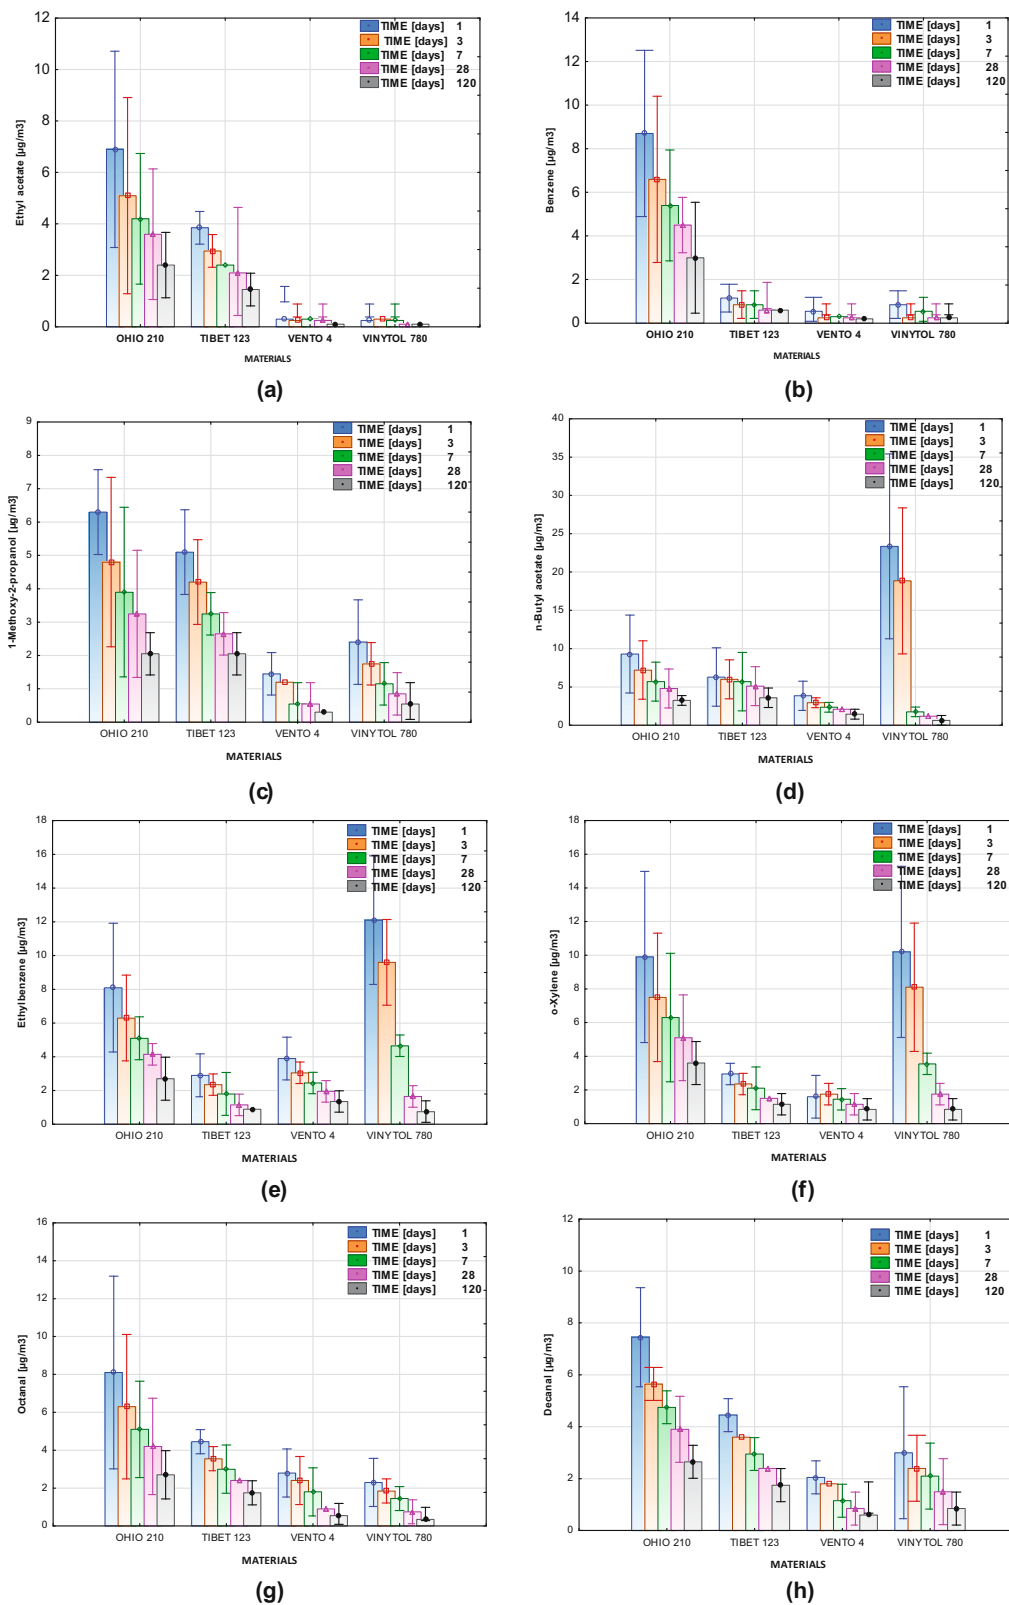 12
10
8
6
4
2
0
Ethyl acetate [µg/m3]
TIME [days] 1
TIME [days] 3
TIME [days] 7
TIME [days] 28
TIME [days] 120
OHIO 210 TIBET 123 VENTO 4 VINYTOL 780
MATERIALS
(a)
14
12
10
8
6
4
2
0
Benzene [µg/m3]
TIME [days] 1
TIME [days] 3
TIME [days] 7
TIME [days] 28
TIME [days] 120
OHIO 210 TIBET 123 VENTO 4 VINYTOL 780
MATERIALS
(b)
9
8
7
6
5
4
3
2
1
0
1-Methoxy-2-propanol [µg/m3]
TIME [days] 1
TIME [days] 3
TIME [days] 7
TIME [days] 28
TIME [days] 120
OHIO 210 TIBET 123 VENTO 4 VINYTOL 780
MATERIALS
(c)
40
35
30
25
20
15
10
5
0
n-Butyl acetate [µg/m3]
TIME [days] 1
TIME [days] 3
TIME [days] 7
TIME [days] 28
TIME [days] 120
OHIO 210 TIBET 123 VENTO 4 VINYTOL 780
MATERIALS
(d)
18
16
14
12
10
8
6
4
2
0
Ethylbenzene [µg/m3]
TIME [days] 1
TIME [days] 3
TIME [days] 7
TIME [days] 28
TIME [days] 120
OHIO 210 TIBET 123 VENTO 4 VINYTOL 780
MATERIALS
(e)
18
16
14
12
10
8
6
4
2
0
o-Xylene [µg/m3]
TIME [days] 1
TIME [days] 3
TIME [days] 7
TIME [days] 28
TIME [days] 120
OHIO 210 TIBET 123 VENTO 4 VINYTOL 780
MATERIALS
(f)
16
14
12
10
8
6
4
2
0
Octanal [µg/m3]
TIME [days] 1
TIME [days] 3
TIME [days] 7
TIME [days] 28
TIME [days] 120
OHIO 210 TIBET 123 VENTO 4 VINYTOL 780
MATERIALS
(g)
12
10
8
6
4
2
0
Decanal [µg/m3]
TIME [days] 1
TIME [days] 3
TIME [days] 7
TIME [days] 28
TIME [days] 120
OHIO 210 TIBET 123 VENTO 4 VINYTOL 780
MATERIALS
(h)